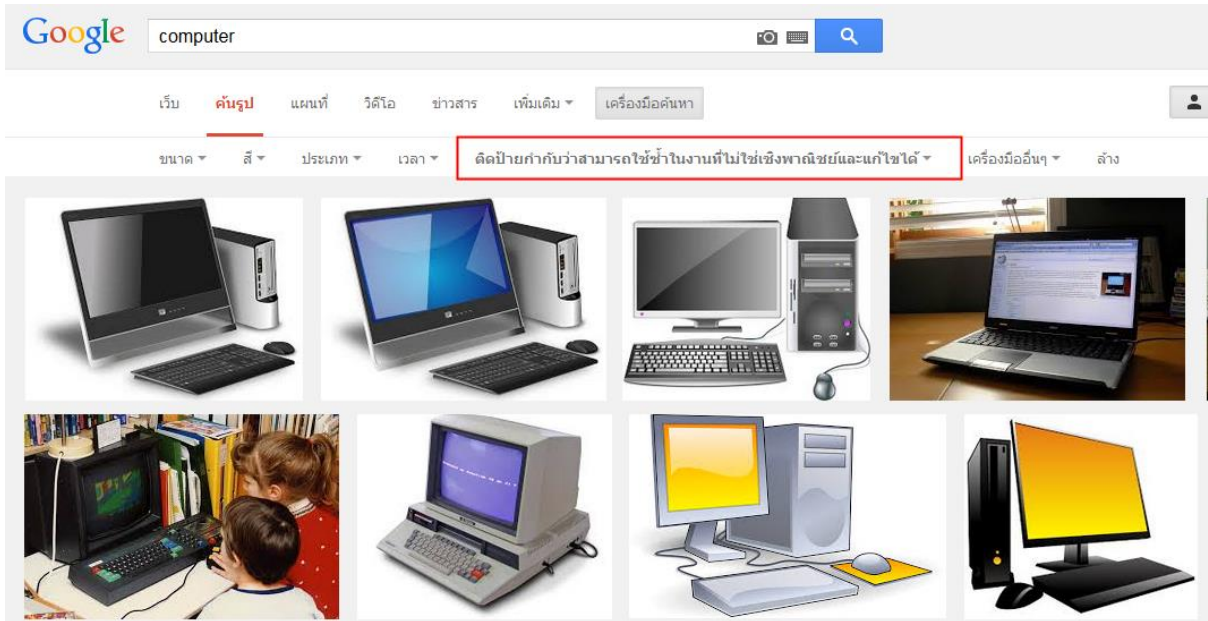 Google computer
เว็บ ค้นรูป แผนที่ วิดีโอ ข่าวสาร เพิ่มเติม เครื่องมือค้นหา
ขนาด สี ประเภท เวลา ติดป้ายกำกับว่าสามารถใช้ซ้ำในงานที่ไม่ใช่เชิงพาณิชย์และแก้ไขได้ เครื่องมืออื่นๆ ล้าง